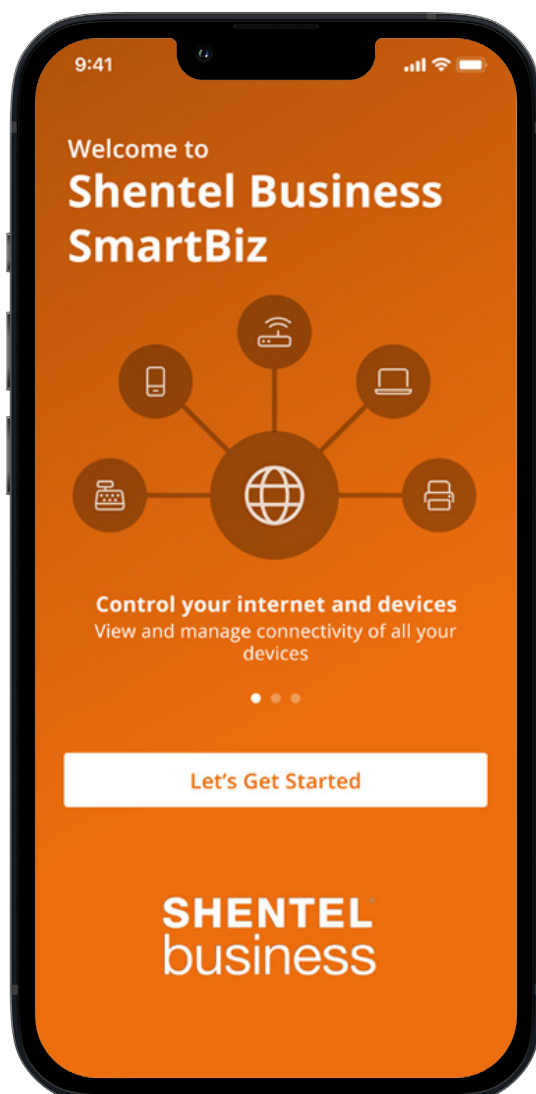 9:41
Welcome to
Shentel Business
SmartBiz
Control your internet and devices
View and manage connectivity of all your
devices
Let's Get Started
SHENTEL
business